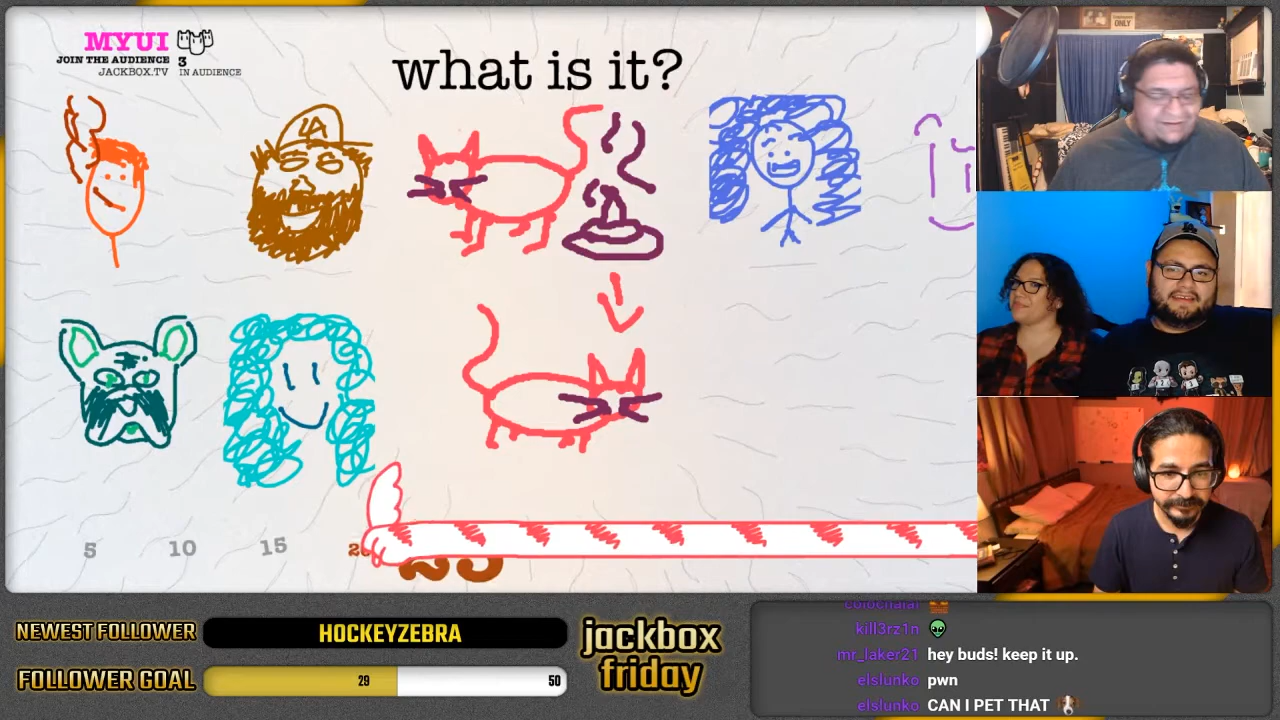 MYUI
JOIN THE AUDIENCE 3
JACKBOX.TV IN AUDIENCE
what is it?
LA
5 10 15
NEWEST FOLLOWER HOCKEYZEBRA
FOLLOWER GOAL 29 50
jackbox
friday
kill3rz1n
mr_laker21 hey buds! keep it up.
elslunko pwn
elslunko CAN I PET THAT